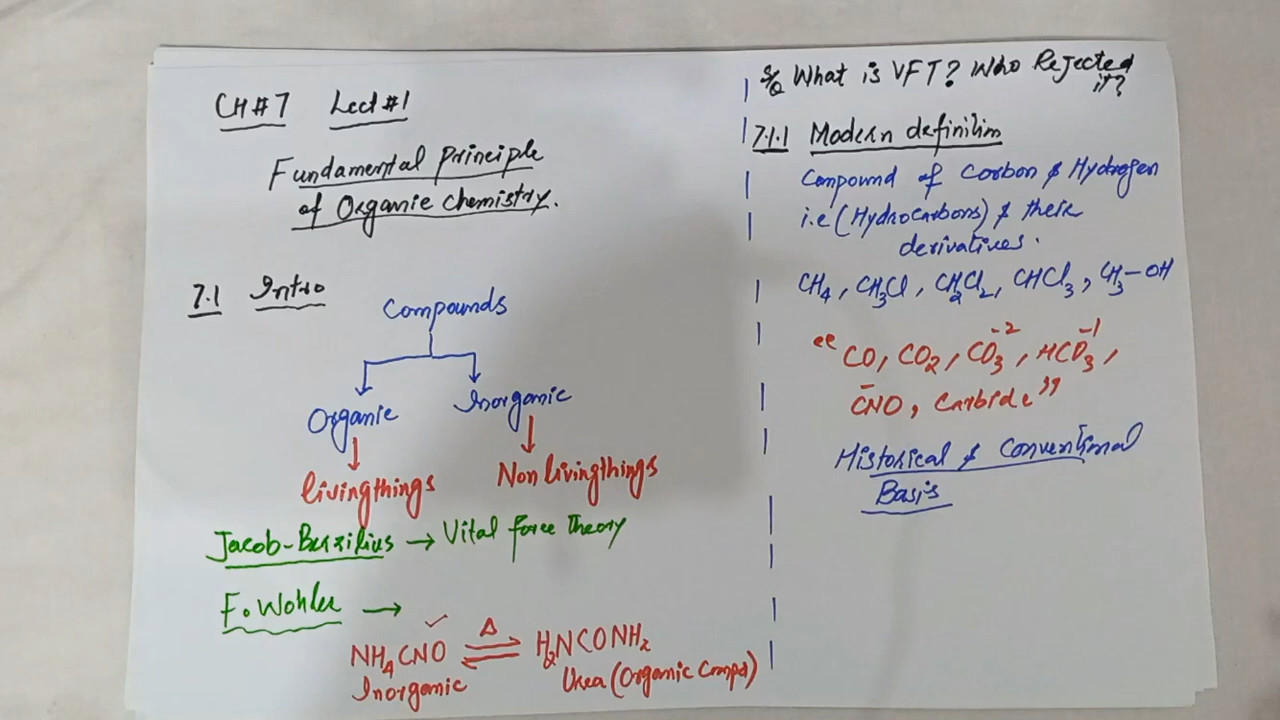 CH#7 Lect#1
Fundamental Principle
of Organic Chemistry.
7.1 Intro
Compounds
Organic Inorganic
livingthings Non livingthings
Jacob-Burzilius → Vital force Theory
F. Wohler →
NH₄CNO ✓ Δ ⇌ H₂NCONH₂
Inorganic Urea (Organic Compd)
S/Q What is VFT? Who Rejected
it?
7.1.1 Modern definition
Compound of Carbon & Hydrogen
i.e (Hydrocarbons) & their
derivatives.
CH₄, CH₃Cl, CH₂Cl₂, CHCl₃, CH₃-OH
"CO, CO₂, CO₃⁻², HCO₃⁻¹,
C̄NO, Carbide"
Historical & Conventional
Basis